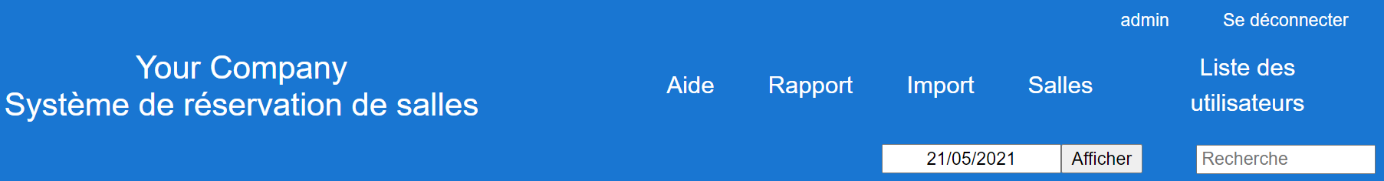 admin Se déconnecter
Your Company
Système de réservation de salles
Aide Rapport Import Salles Liste des
utilisateurs
21/05/2021 Afficher Recherche